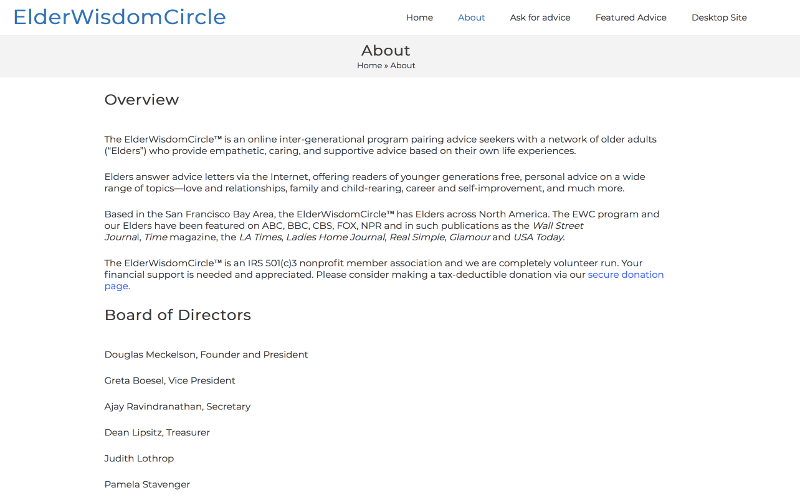 ElderWisdomCircle
Home About Ask for advice Featured Advice Desktop Site
About
Home » About
Overview
The ElderWisdomCircle™ is an online inter-generational program pairing advice seekers with a network of older adults
(“Elders”) who provide empathetic, caring, and supportive advice based on their own life experiences.
Elders answer advice letters via the Internet, offering readers of younger generations free, personal advice on a wide
range of topics—love and relationships, family and child-rearing, career and self-improvement, and much more.
Based in the San Francisco Bay Area, the ElderWisdomCircle™ has Elders across North America. The EWC program and
our Elders have been featured on ABC, BBC, CBS, FOX, NPR and in such publications as the Wall Street
Journal, Time magazine, the LA Times, Ladies Home Journal, Real Simple, Glamour and USA Today.
The ElderWisdomCircle™ is an IRS 501(c)3 nonprofit member association and we are completely volunteer run. Your
financial support is needed and appreciated. Please consider making a tax-deductible donation via our secure donation
page.
Board of Directors
Douglas Meckelson, Founder and President
Greta Boesel, Vice President
Ajay Ravindranathan, Secretary
Dean Lipsitz, Treasurer
Judith Lothrop
Pamela Stavenger